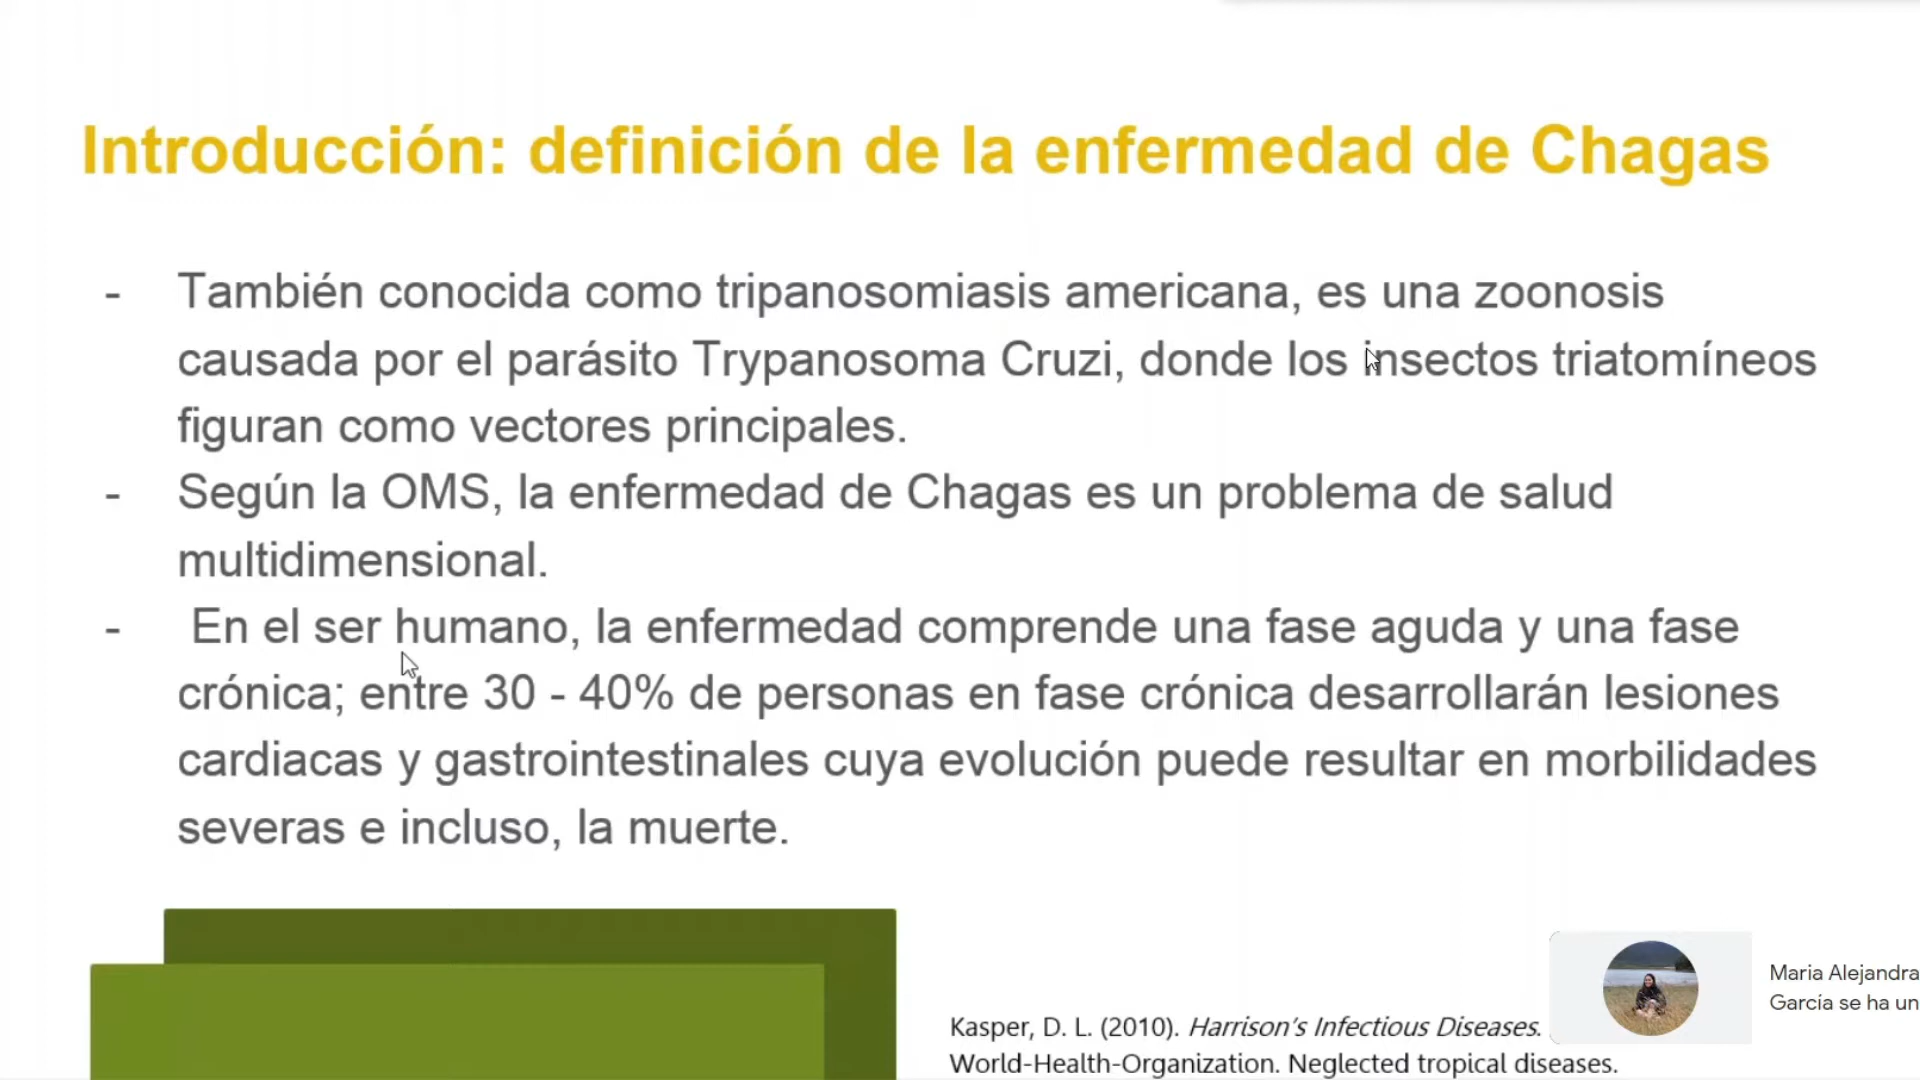 Introducción: definición de la enfermedad de Chagas
- También conocida como tripanosomiasis americana, es una zoonosis
causada por el parásito Trypanosoma Cruzi, donde los insectos triatomíneos
figuran como vectores principales.
- Según la OMS, la enfermedad de Chagas es un problema de salud
multidimensional.
- En el ser humano, la enfermedad comprende una fase aguda y una fase
crónica; entre 30 - 40% de personas en fase crónica desarrollarán lesiones
cardiacas y gastrointestinales cuya evolución puede resultar en morbilidades
severas e incluso, la muerte.
Kasper, D. L. (2010). Harrison's Infectious Diseases.
World-Health-Organization. Neglected tropical diseases.
Maria Alejandra
García se ha un